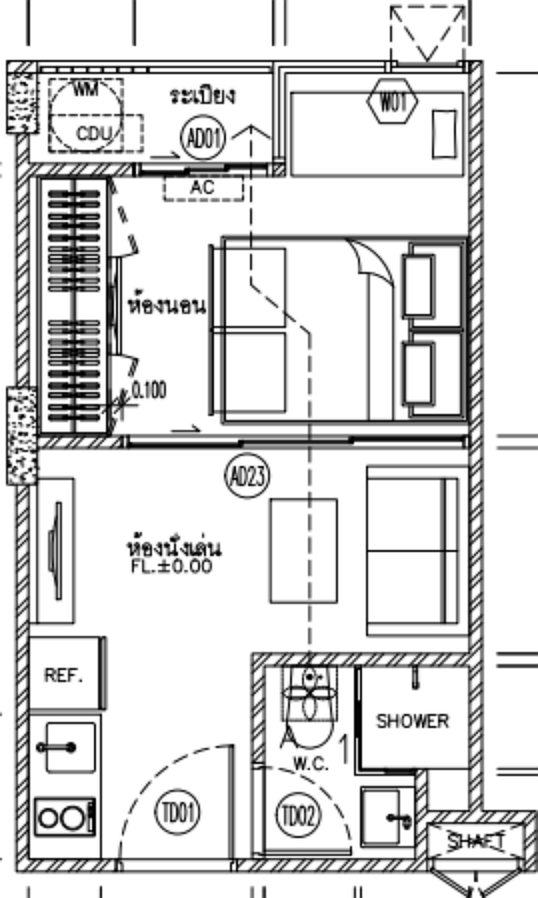 WM
ระเบียง
W01
CDU
AD01
AC
ห้องนอน
0.100
AD23
ห้องนั่งเล่น
FL.±0.00
REF.
SHOWER
W.C.
TD01
TD02
SHAFT